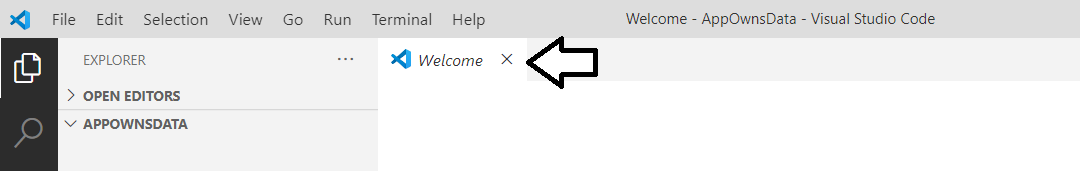 File Edit Selection View Go Run Terminal Help Welcome - AppOwnsData - Visual Studio Code
EXPLORER
Welcome
OPEN EDITORS
APPOWNSDATA